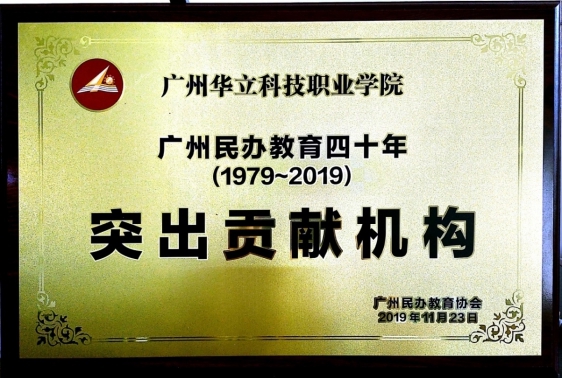 广州华立科技职业学院
广州民办教育四十年
(1979~2019)
突出贡献机构
广州民办教育协会
2019年11月23日